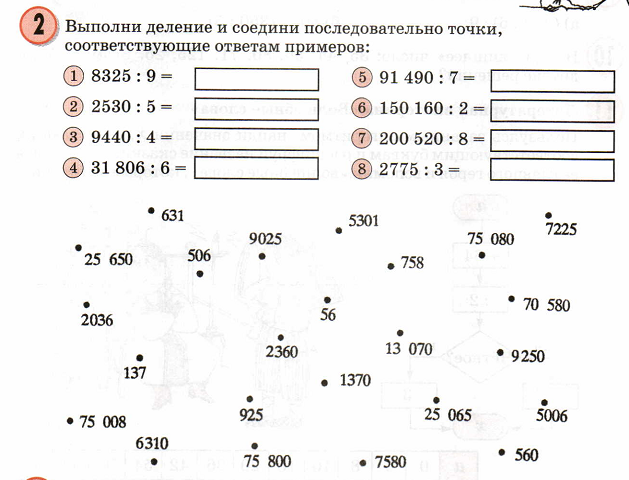 2 Выполни деление и соедини последовательно точки,
соответствующие ответам примеров:
1 8325 : 9 =
2 2530 : 5 =
3 9440 : 4 =
4 31 806 : 6 =
5 91 490 : 7 =
6 150 160 : 2 =
7 200 520 : 8 =
8 2775 : 3 =
631
5301
7225
9025
75 080
25 650
506
758
2036
56
70 580
2360
13 070
9250
137
1370
925
25 065
5006
75 008
6310
75 800
7580
560